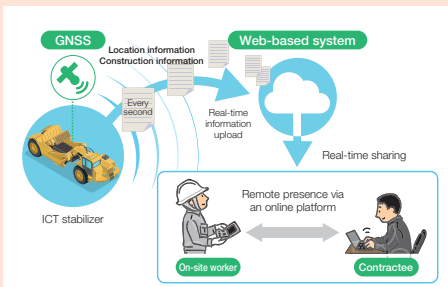 GNSS
Location information
Construction information
Web-based system
Every
second
Real-time
information
upload
Real-time sharing
ICT stabilizer
Remote presence via
an online platform
On-site worker
Contractee